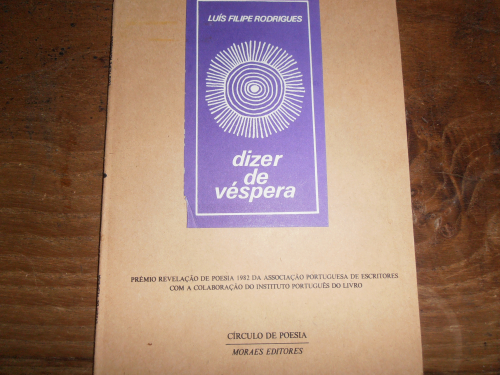 LUÍS FILIPE RODRIGUES
dizer
de
véspera
PRÉMIO REVELAÇÃO DE POESIA 1982 DA ASSOCIAÇÃO PORTUGUESA DE ESCRITORES
COM A COLABORAÇÃO DO INSTITUTO PORTUGUÊS DO LIVRO
CÍRCULO DE POESIA
MORAES EDITORES